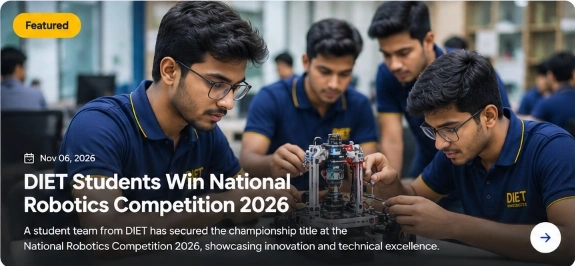 Featured
Nov 06, 2026
DIET Students Win National
Robotics Competition 2026
A student team from DIET has secured the championship title at the
National Robotics Competition 2026, showcasing innovation and technical excellence.
DIET
DIET